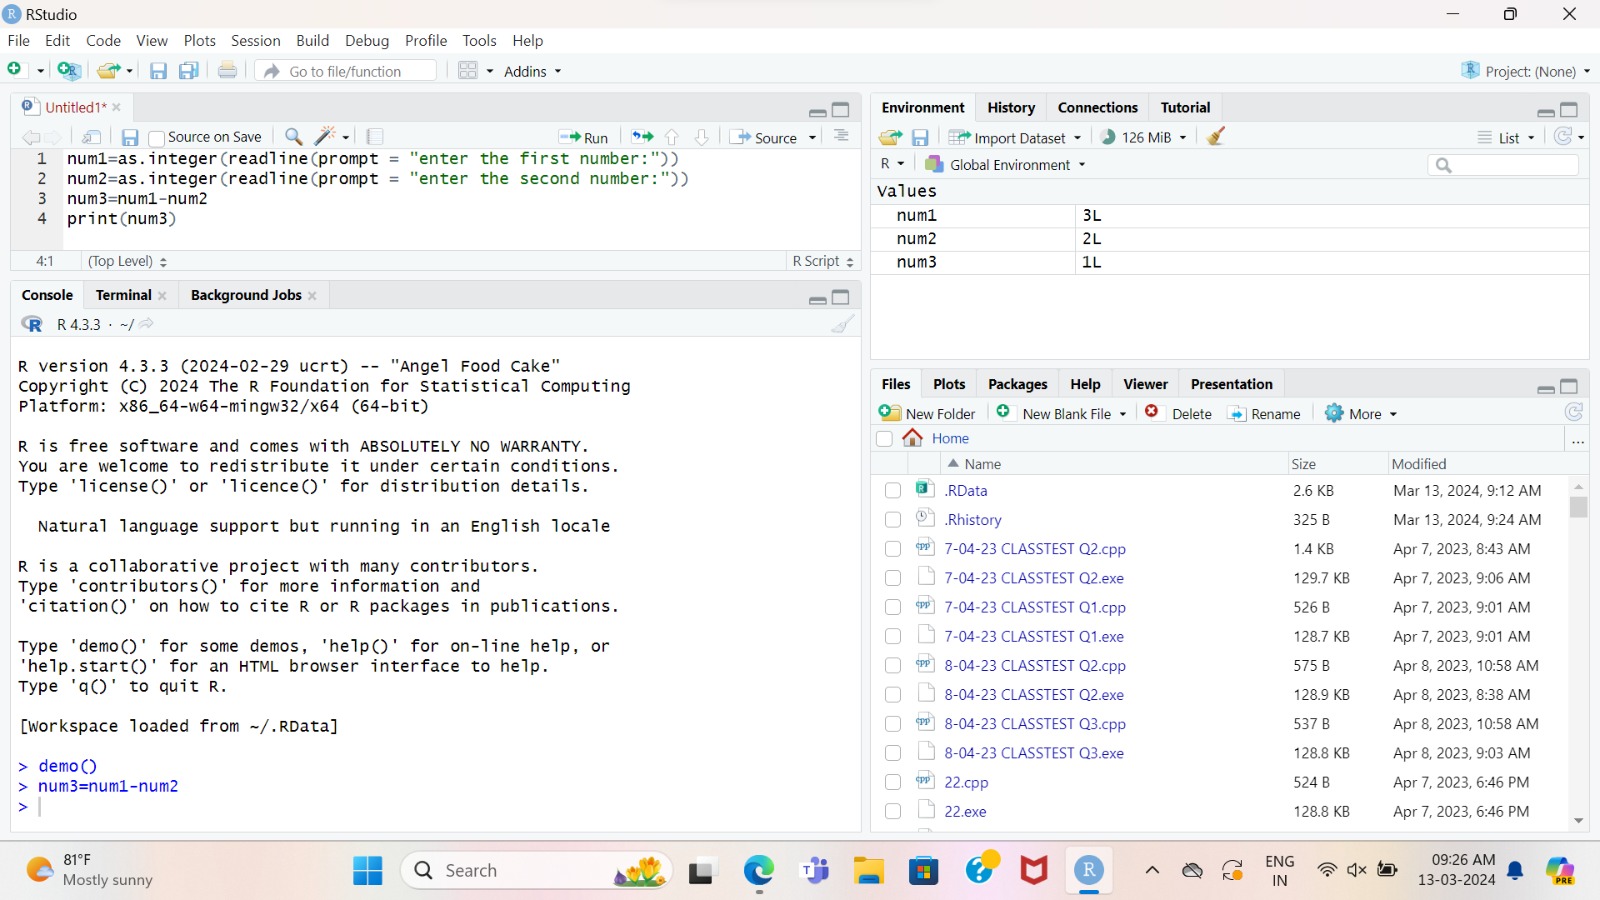 RStudio
File Edit Code View Plots Session Build Debug Profile Tools Help
Go to file/function Addins Project: (None)
Untitled1*
Source on Save Run Source
1 num1=as.integer(readline(prompt = "enter the first number:"))
2 num2=as.integer(readline(prompt = "enter the second number:"))
3 num3=num1-num2
4 print(num3)
4:1 (Top Level) R Script
Console Terminal Background Jobs
R 4.3.3 · ~/
R version 4.3.3 (2024-02-29 ucrt) -- "Angel Food Cake"
Copyright (C) 2024 The R Foundation for Statistical Computing
Platform: x86_64-w64-mingw32/x64 (64-bit)
R is free software and comes with ABSOLUTELY NO WARRANTY.
You are welcome to redistribute it under certain conditions.
Type 'license()' or 'licence()' for distribution details.
Natural language support but running in an English locale
R is a collaborative project with many contributors.
Type 'contributors()' for more information and
'citation()' on how to cite R or R packages in publications.
Type 'demo()' for some demos, 'help()' for on-line help, or
'help.start()' for an HTML browser interface to help.
Type 'q()' to quit R.
[Workspace loaded from ~/.RData]
> demo()
> num3=num1-num2
>
Environment History Connections Tutorial
Import Dataset 126 MiB List
R Global Environment
Values
num1 3L
num2 2L
num3 1L
Files Plots Packages Help Viewer Presentation
New Folder New Blank File Delete Rename More
Home ...
Name Size Modified
.RData 2.6 KB Mar 13, 2024, 9:12 AM
.Rhistory 325 B Mar 13, 2024, 9:24 AM
7-04-23 CLASSTEST Q2.cpp 1.4 KB Apr 7, 2023, 8:43 AM
7-04-23 CLASSTEST Q2.exe 129.7 KB Apr 7, 2023, 9:06 AM
7-04-23 CLASSTEST Q1.cpp 526 B Apr 7, 2023, 9:01 AM
7-04-23 CLASSTEST Q1.exe 128.7 KB Apr 7, 2023, 9:01 AM
8-04-23 CLASSTEST Q2.cpp 575 B Apr 8, 2023, 10:58 AM
8-04-23 CLASSTEST Q2.exe 128.9 KB Apr 8, 2023, 8:38 AM
8-04-23 CLASSTEST Q3.cpp 537 B Apr 8, 2023, 10:58 AM
8-04-23 CLASSTEST Q3.exe 128.8 KB Apr 8, 2023, 9:03 AM
22.cpp 524 B Apr 7, 2023, 6:46 PM
22.exe 128.8 KB Apr 7, 2023, 6:46 PM
81°F
Mostly sunny
Search
ENG
IN
09:26 AM
13-03-2024
PRE